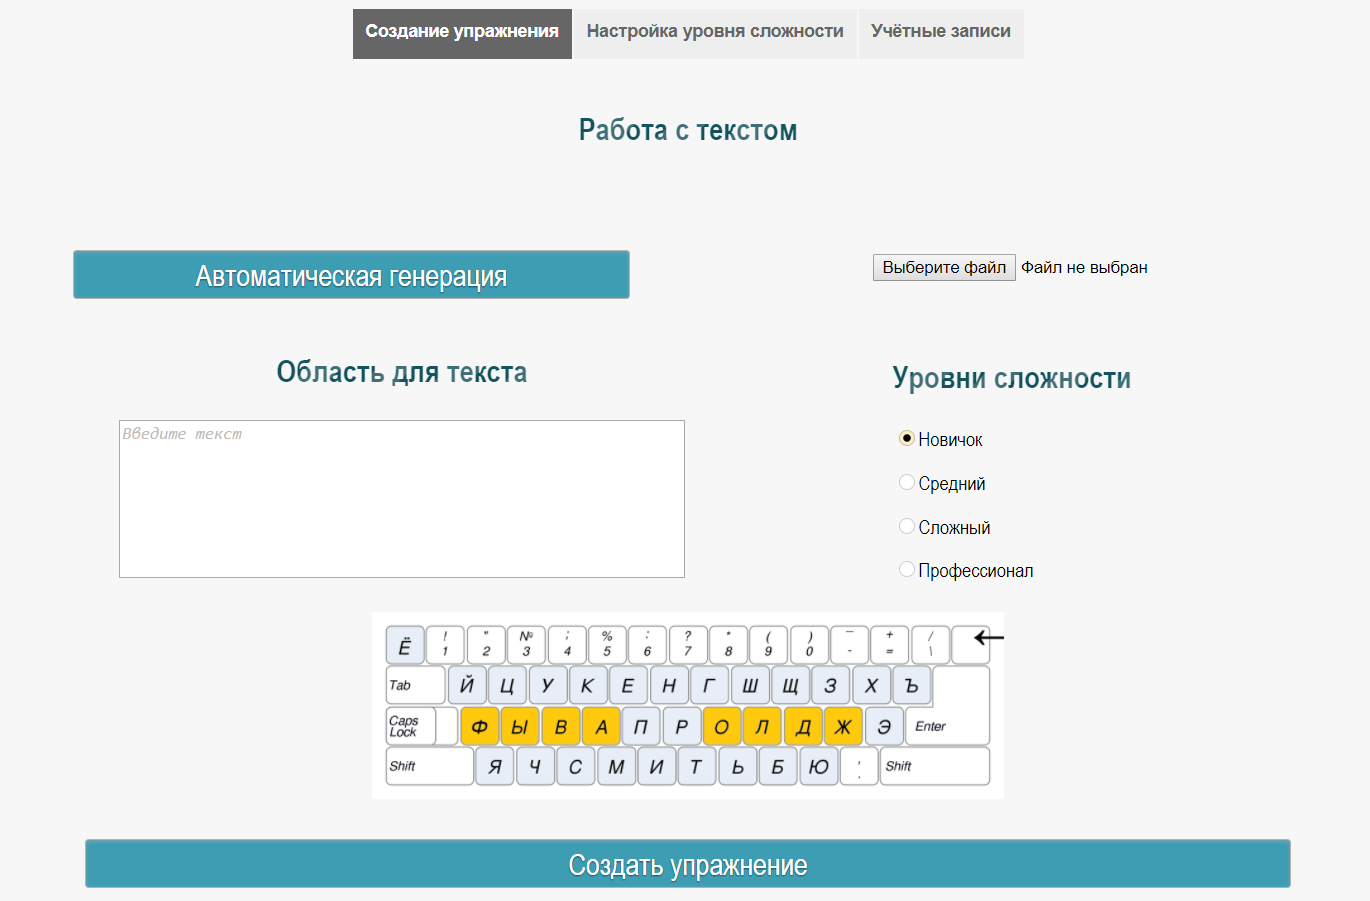 Создание упражнения Настройка уровня сложности Учётные записи
Работа с текстом
Автоматическая генерация
Выберите файл Файл не выбран
Область для текста
Уровни сложности
Введите текст
Новичок
Средний
Сложный
Профессионал
Ё ! 1 " 2 № 3 ; 4 % 5 : 6 ? 7 * 8 ( 9 ) 0 – - + = / \ ←
Tab Й Ц У К Е Н Г Ш Щ З Х Ъ
Caps Lock Ф Ы В А П Р О Л Д Ж Э Enter
Shift Я Ч С М И Т Ь Б Ю , . Shift
Создать упражнение